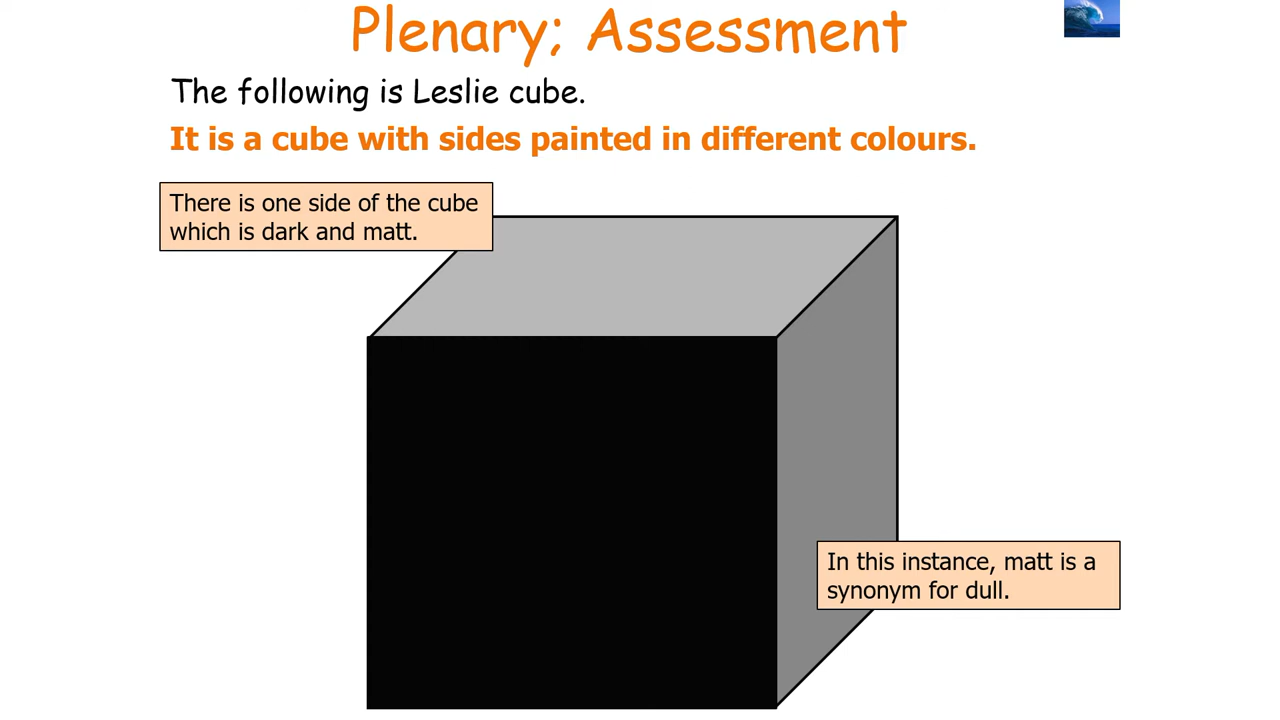 Plenary; Assessment
The following is Leslie cube.
It is a cube with sides painted in different colours.
There is one side of the cube
which is dark and matt.
In this instance, matt is a
synonym for dull.